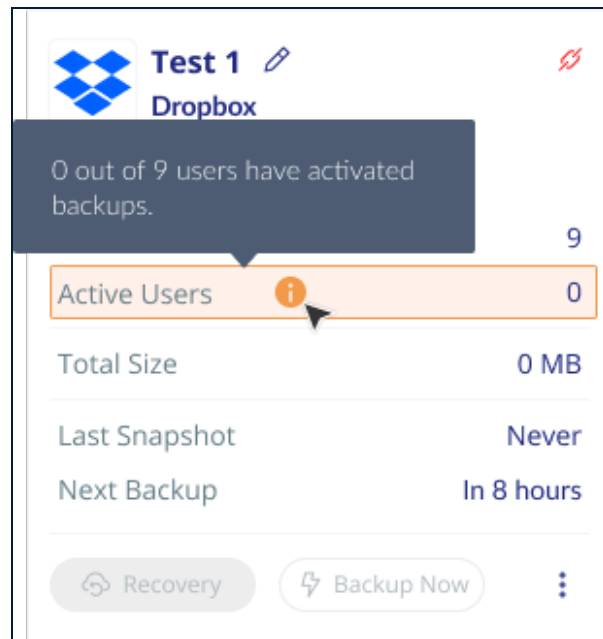 Test 1
Dropbox
0 out of 9 users have activated
backups.
9
Active Users 0
Total Size 0 MB
Last Snapshot Never
Next Backup In 8 hours
Recovery Backup Now